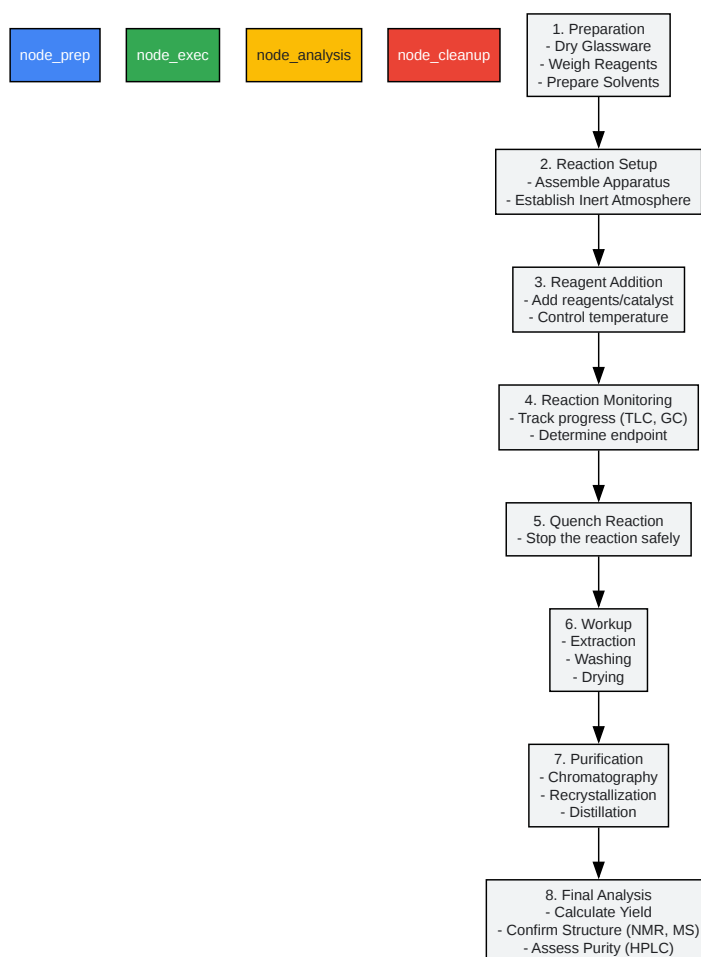 node_prep
node_exec
node_analysis
node_cleanup
1. Preparation
- Dry Glassware
- Weigh Reagents
- Prepare Solvents
2. Reaction Setup
- Assemble Apparatus
- Establish Inert Atmosphere
3. Reagent Addition
- Add reagents/catalyst
- Control temperature
4. Reaction Monitoring
- Track progress (TLC, GC)
- Determine endpoint
5. Quench Reaction
- Stop the reaction safely
6. Workup
- Extraction
- Washing
- Drying
7. Purification
- Chromatography
- Recrystallization
- Distillation
8. Final Analysis
- Calculate Yield
- Confirm Structure (NMR, MS)
- Assess Purity (HPLC)